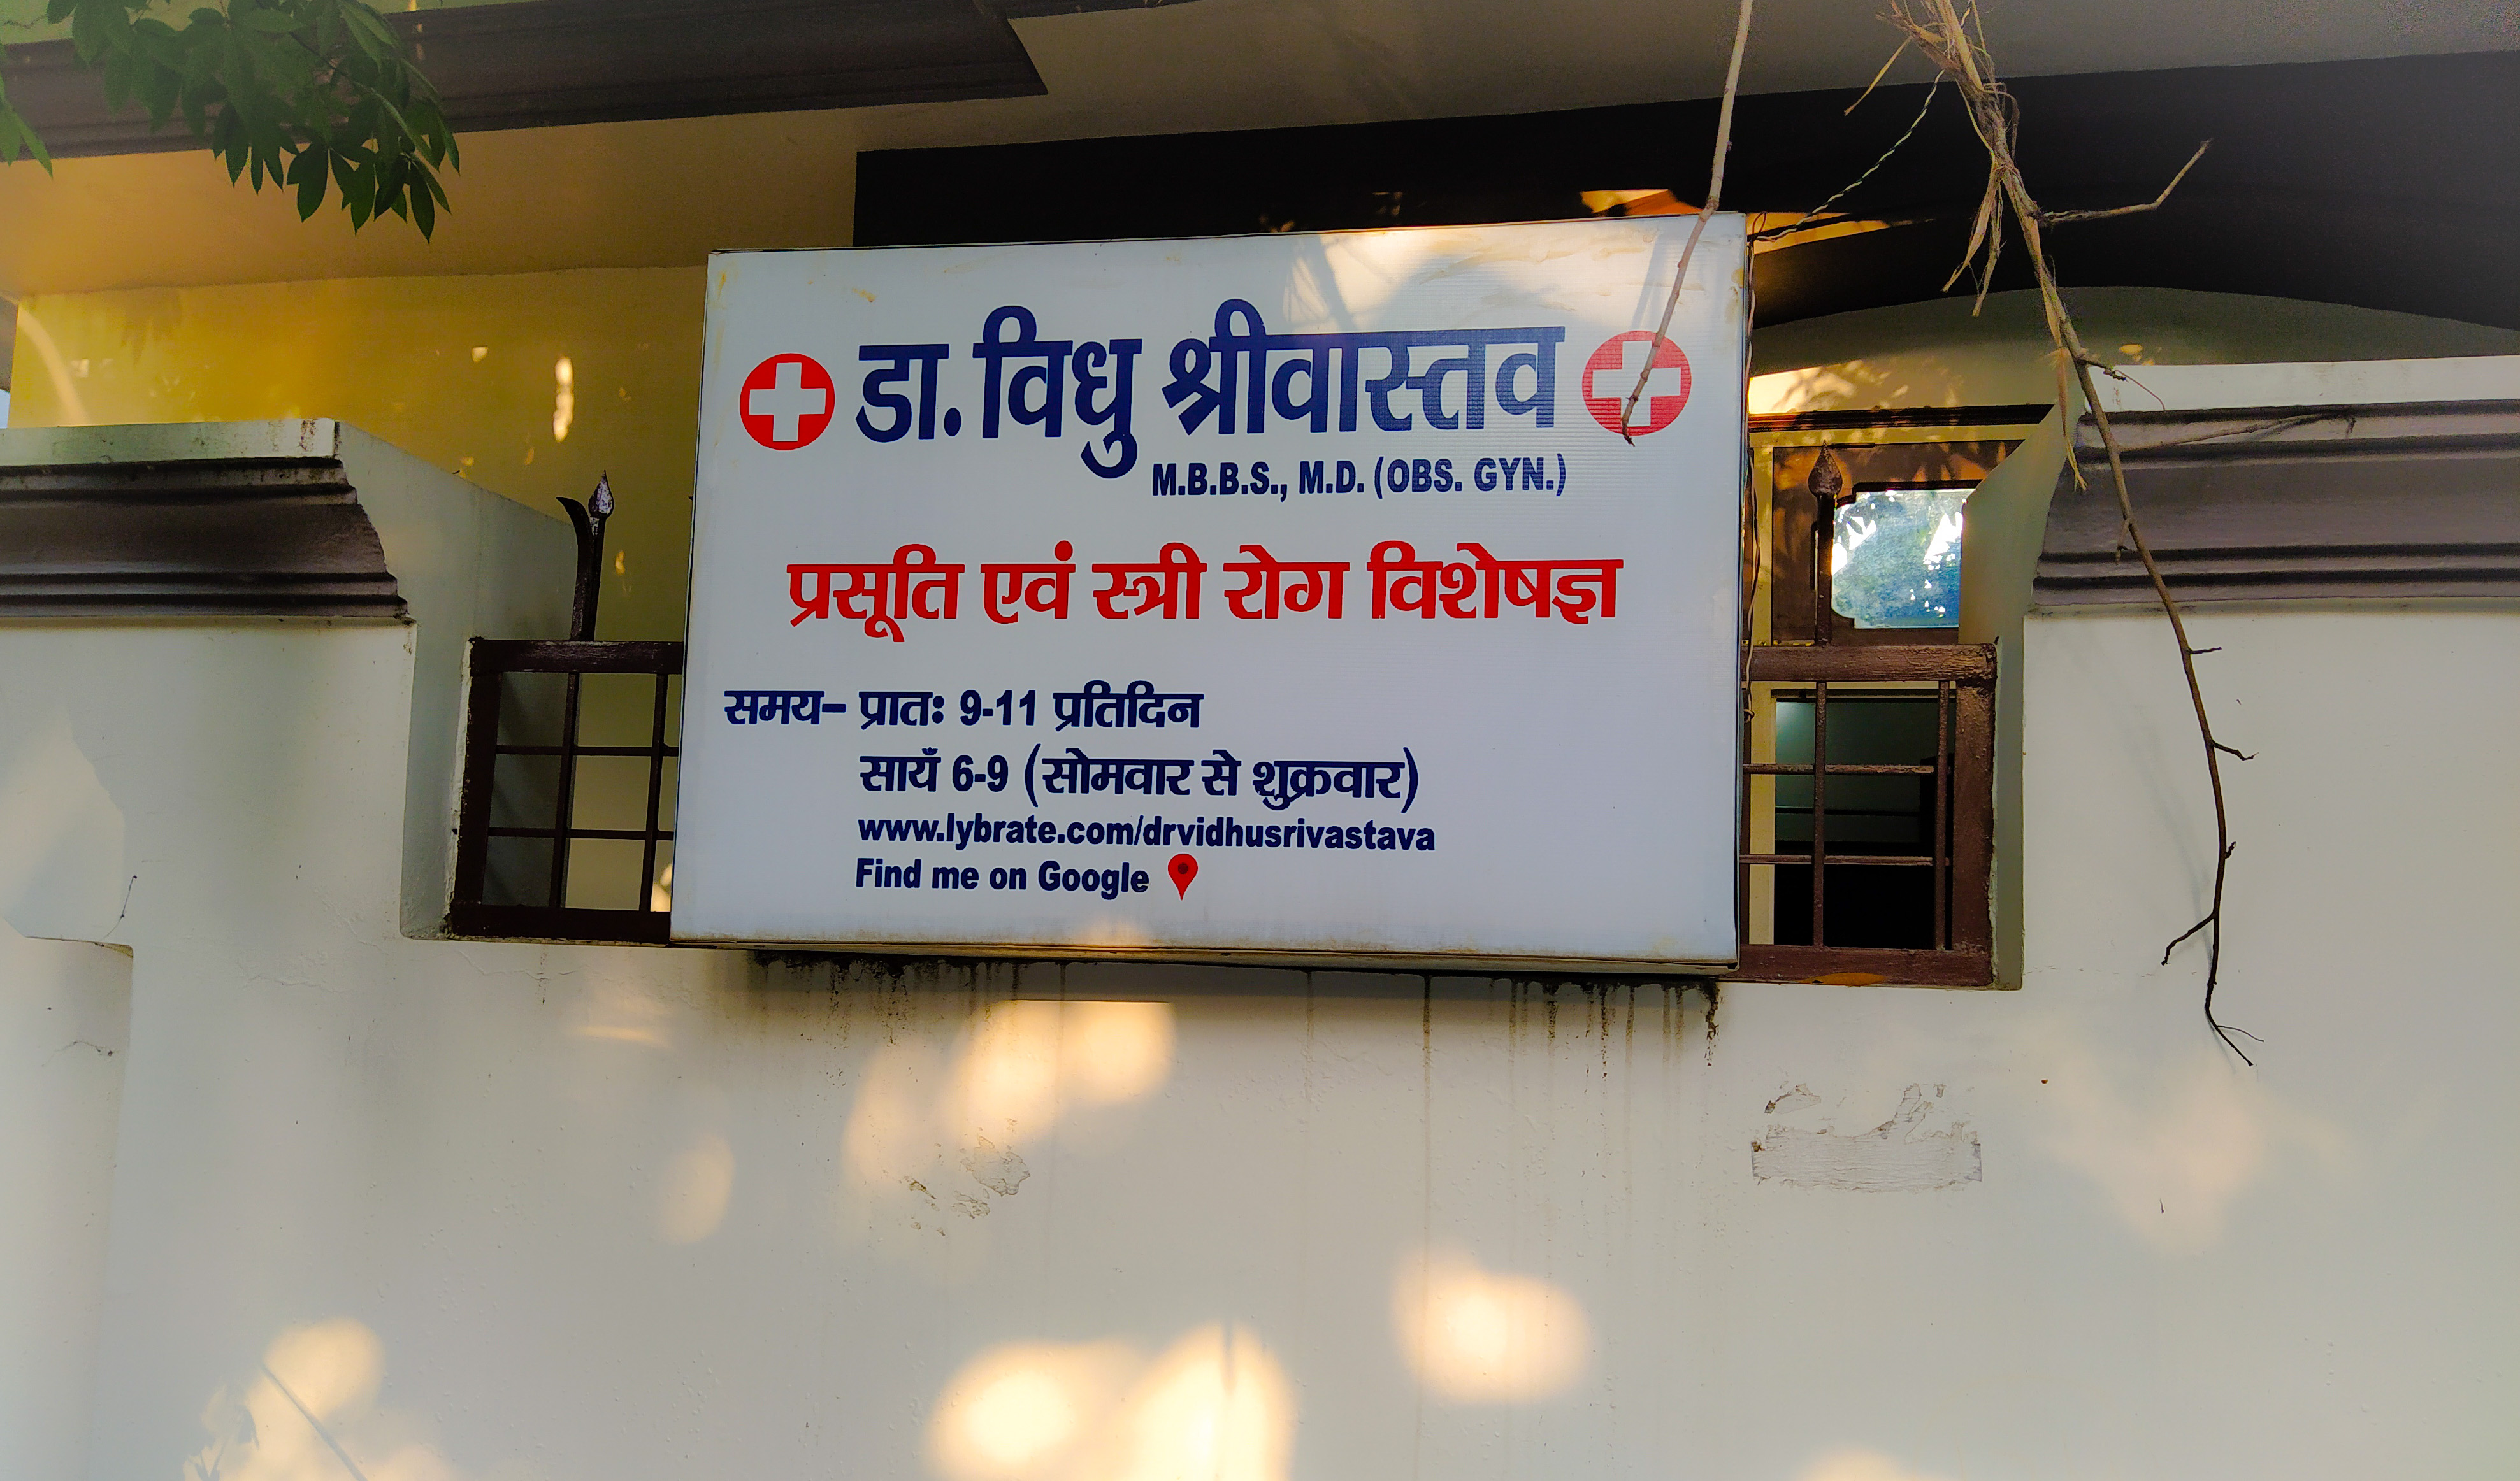 डा. विधु श्रीवास्तव
M.B.B.S., M.D. (OBS. GYN.)
प्रसूति एवं स्त्री रोग विशेषज्ञ
समय- प्रातः 9-11 प्रतिदिन
सायँ 6-9 (सोमवार से शुक्रवार)
www.lybrate.com/drvidhusrivastava
Find me on Google